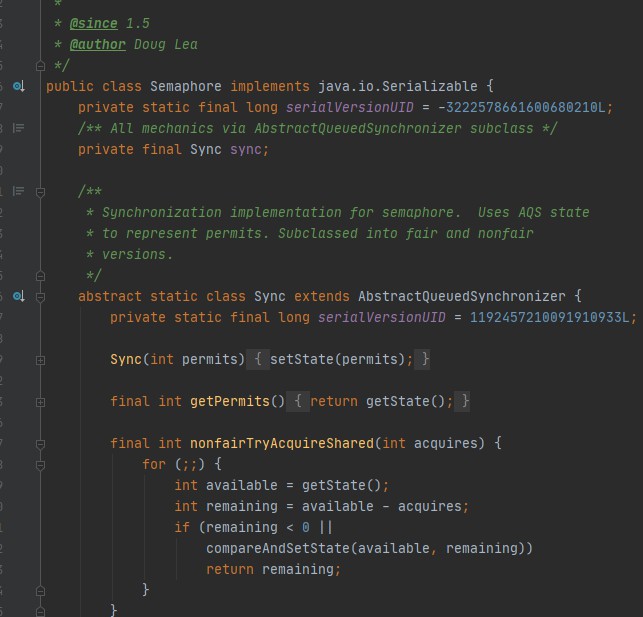 *
* @since 1.5
* @author Doug Lea
*/
public class Semaphore implements java.io.Serializable {
private static final long serialVersionUID = -3222578661600680210L;
/** All mechanics via AbstractQueuedSynchronizer subclass */
private final Sync sync;
/**
* Synchronization implementation for semaphore.  Uses AQS state
* to represent permits. Subclassed into fair and nonfair
* versions.
*/
abstract static class Sync extends AbstractQueuedSynchronizer {
private static final long serialVersionUID = 1192457210091910933L;
Sync(int permits) { setState(permits); }
final int getPermits() { return getState(); }
final int nonfairTryAcquireShared(int acquires) {
for (;;) {
int available = getState();
int remaining = available - acquires;
if (remaining < 0 ||
compareAndSetState(available, remaining))
return remaining;
}
}